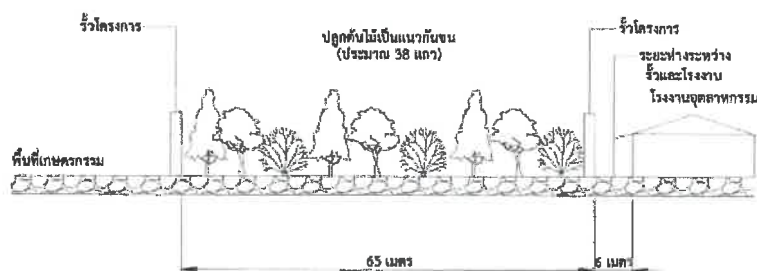 รั้วโครงการ
ปลูกต้นไม้เป็นแนวกันชน
(ประมาณ 38 แถว)
รั้วโครงการ
ระยะห่างระหว่าง
รั้วและโรงงาน
โรงงานอุตสาหกรรม
พื้นที่เกษตรกรรม
65 เมตร
6 เมตร